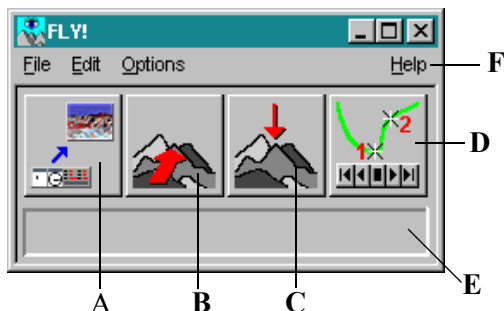 FLY!
File Edit Options Help F
1 2 D
E
A B C